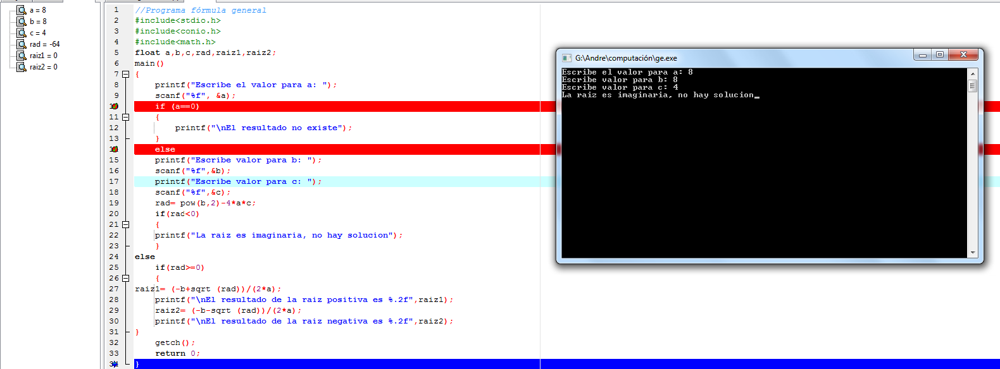 a = 8
b = 8
c = 4
rad = -64
raiz1 = 0
raiz2 = 0
1 //Programa fórmula general
2 #include<stdio.h>
3 #include<conio.h>
4 #include<math.h>
5 float a,b,c,rad,raiz1,raiz2;
6 main()
7 {
8 printf("Escribe el valor para a: ");
9 scanf("%f", &a);
if (a==0)
11 {
12 printf("\nEl resultado no existe");
13 }
else
15 printf("Escribe valor para b: ");
16 scanf("%f",&b);
17 printf("Escribe valor para c: ");
18 scanf("%f",&c);
19 rad= pow(b,2)-4*a*c;
20 if(rad<0)
21 {
22 printf("La raiz es imaginaria, no hay solucion");
23 }
24 else
25 if(rad>=0)
26 {
27 raiz1= (-b+sqrt (rad))/(2*a);
28 printf("\nEl resultado de la raiz positiva es %.2f",raiz1);
29 raiz2= (-b-sqrt (rad))/(2*a);
30 printf("\nEl resultado de la raiz negativa es %.2f",raiz2);
31 }
32 getch();
33 return 0;
}
G:\Andre\computación\ge.exe
Escribe el valor para a: 8
Escribe valor para b: 8
Escribe valor para c: 4
La raiz es imaginaria, no hay solucion_